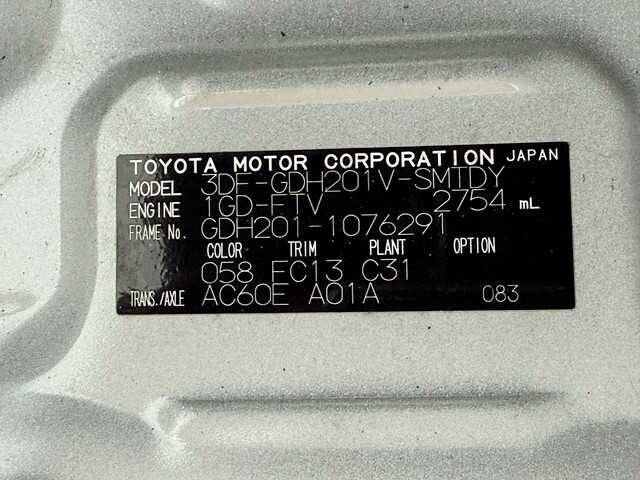 TOYOTA MOTOR CORPORATION JAPAN
MODEL 3DF-GDH201V-SMTDY
ENGINE 1GD-FTV 2754 mL
FRAME No. GDH201-1076291
COLOR TRIM PLANT OPTION
058 FC13 C31
TRANS./AXLE AC60E A01A 083